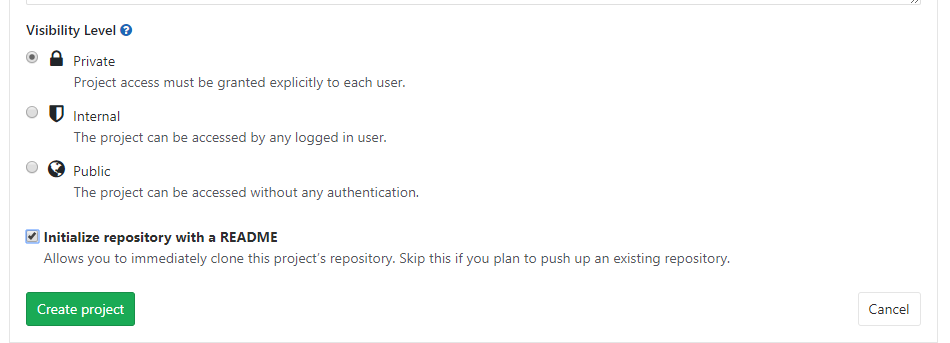 Visibility Level
Private
Project access must be granted explicitly to each user.
Internal
The project can be accessed by any logged in user.
Public
The project can be accessed without any authentication.
Initialize repository with a README
Allows you to immediately clone this project’s repository. Skip this if you plan to push up an existing repository.
Create project
Cancel